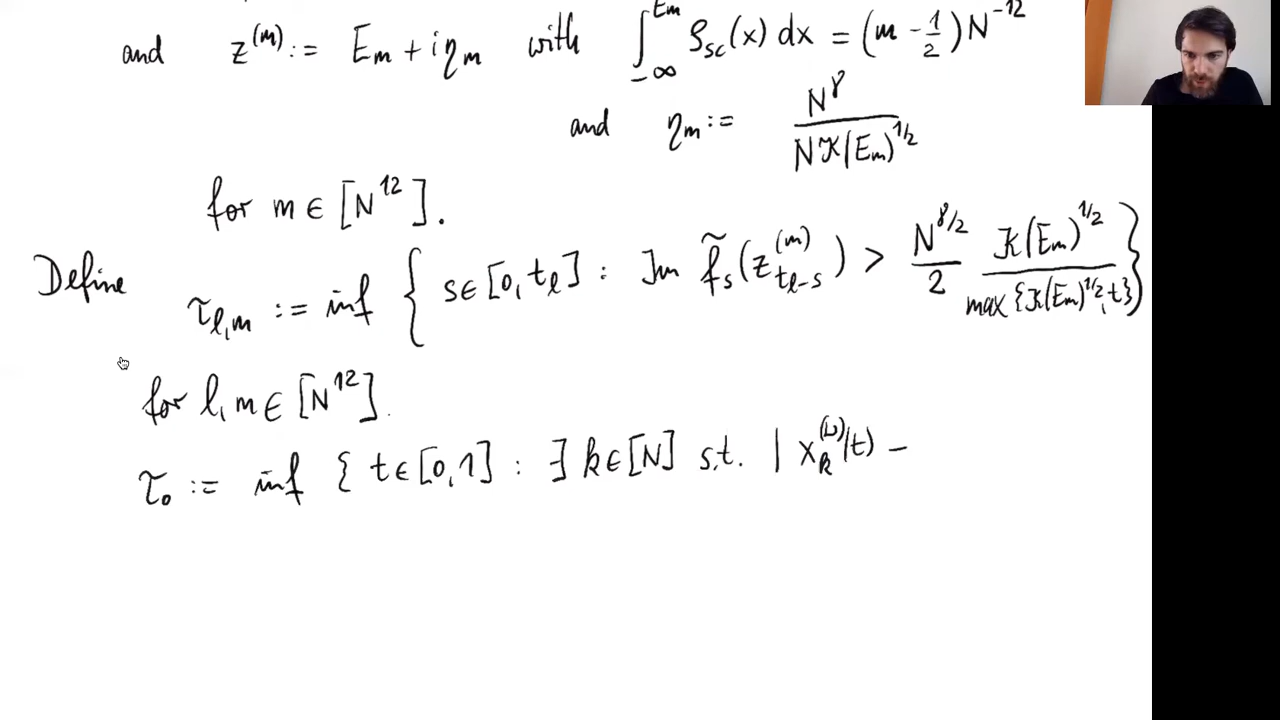 and z^{(m)} := E_m + iη_m with ∫_{-∞}^{E_m} ϱ_{sc}(x) dx = (m - 1/2) N^{-12}
and η_m := N^γ / (N ϰ(E_m)^{1/2})
for m ∈ [N^{12}].
Define τ_{l,m} := inf { s ∈ [0, t_l] : Im f̃_s(z^{(m)}_{t_l-s}) > N^{γ/2}/2 ϰ(E_m)^{1/2} / max{ϰ(E_m)^{1/2}, t} }
for l, m ∈ [N^{12}].
τ_0 := inf { t ∈ [0,1] : ∃ k ∈ [N] s.t. | x_k^{(ν)}(t) -